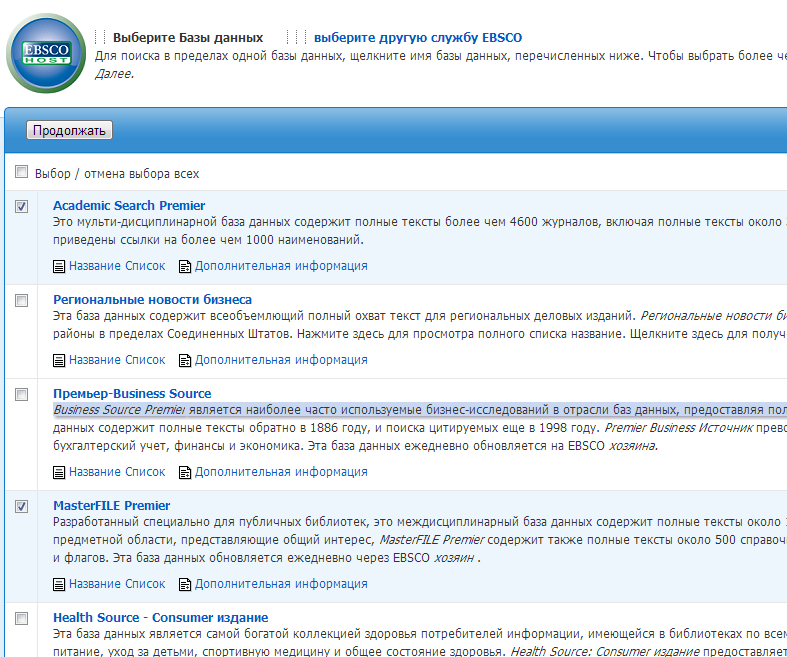 EBSCO
HOST
Выберите Базы данных
выберите другую службу EBSCO
Для поиска в пределах одной базы данных, щелкните имя базы данных, перечисленных ниже. Чтобы выбрать более
Далее.
Продолжать
Выбор / отмена выбора всех
Academic Search Premier
Это мульти-дисциплинарной база данных содержит полные тексты более чем 4600 журналов, включая полные тексты около
приведены ссылки на более чем 1000 наименований.
Название Список Дополнительная информация
Региональные новости бизнеса
Эта база данных содержит всеобъемлющий полный охват текст для региональных деловых изданий. Региональные новости
районы в пределах Соединенных Штатов. Нажмите здесь для просмотра полного списка название. Щелкните здесь для
Название Список Дополнительная информация
Премьер-Business Source
Business Source Premier является наиболее часто используемые бизнес-исследований в отрасли баз данных, предоставляя
данных содержит полные тексты обратно в 1886 году, и поиска цитируемых еще в 1998 году. Premier Business Источник
бухгалтерский учет, финансы и экономика. Эта база данных ежедневно обновляется на EBSCO хозяина.
Название Список Дополнительная информация
MasterFILE Premier
Разработанный специально для публичных библиотек, это междисциплинарный база данных содержит полные тексты около
предметной области, представляющие общий интерес, MasterFILE Premier содержит также полные тексты около 500
и флагов. Эта база данных обновляется ежедневно через EBSCO хозяин .
Название Список Дополнительная информация
Health Source - Consumer издание
Эта база данных является самой богатой коллекцией здоровья потребителей информации, имеющейся в библиотеках по
питание, уход за детьми, спортивную медицину и общее состояние здоровья. Health Source: Consumer издание